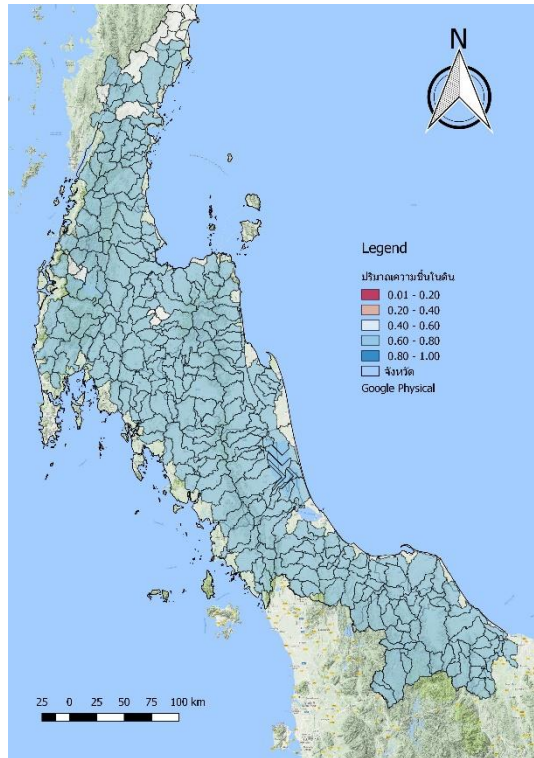 N
Legend
ปริมาณความชื้นในดิน
0.01 - 0.20
0.20 - 0.40
0.40 - 0.60
0.60 - 0.80
0.80 - 1.00
จังหวัด
Google Physical
25 0 25 50 75 100 km